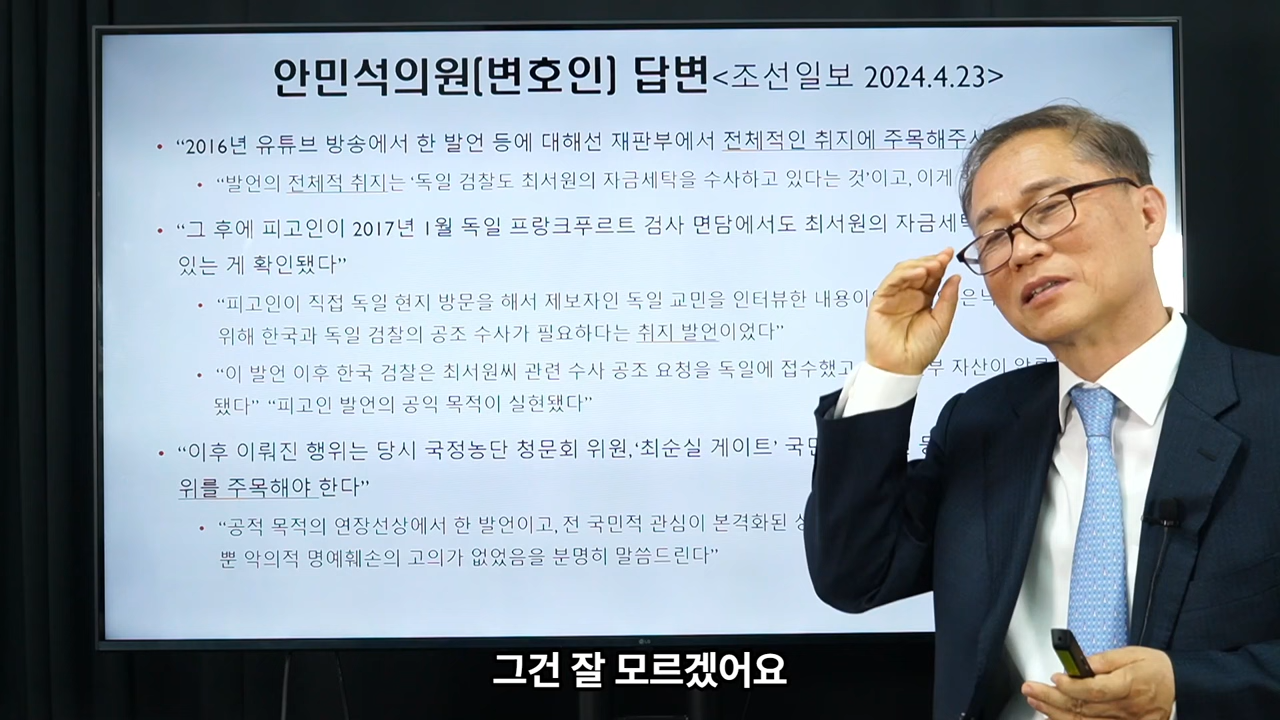 안민석의원(변호인) 답변<조선일보 2024.4.23>
• “2016년 유튜브 방송에서 한 발언 등에 대해선 재판부에서 전체적인 취지에 주목해주시
• “발언의 전체적 취지는 ‘독일 검찰도 최서원의 자금세탁을 수사하고 있다는 것’이고, 이게
• “그 후에 피고인이 2017년 1월 독일 프랑크푸르트 검사 면담에서도 최서원의 자금세탁
있는 게 확인됐다”
• “피고인이 직접 독일 현지 방문을 해서 제보자인 독일 교민을 인터뷰한 내용이
위해 한국과 독일 검찰의 공조 수사가 필요하다는 취지 발언이었다”
• “이 발언 이후 한국 검찰은 최서원씨 관련 수사 공조 요청을 독일에 접수했고 부 자산이
됐다” “피고인 발언의 공익 목적이 실현됐다”
• “이후 이뤄진 행위는 당시 국정농단 청문회 위원, ‘최순실 게이트’ 국민
위를 주목해야 한다”
• “공적 목적의 연장선상에서 한 발언이고, 전 국민적 관심이 본격화된
뿐 악의적 명예훼손의 고의가 없었음을 분명히 말씀드린다”
LG
그건 잘 모르겠어요